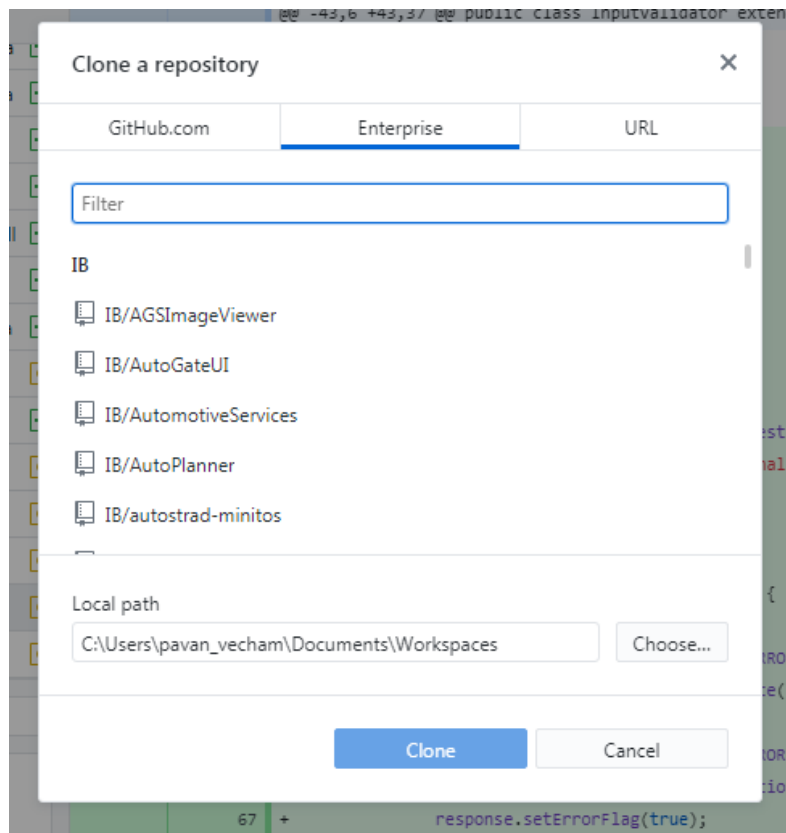 @@ -43,6 +43,37 @@ public class InputValidator exten
Clone a repository
GitHub.com Enterprise URL
Filter
IB
IB/AGSImageViewer
IB/AutoGateUI
IB/AutomotiveServices
IB/AutoPlanner
IB/autostrad-minitos
Local path
C:\Users\pavan_vecham\Documents\Workspaces Choose...
{
Clone Cancel
67 + response.setErrorFlag(true);